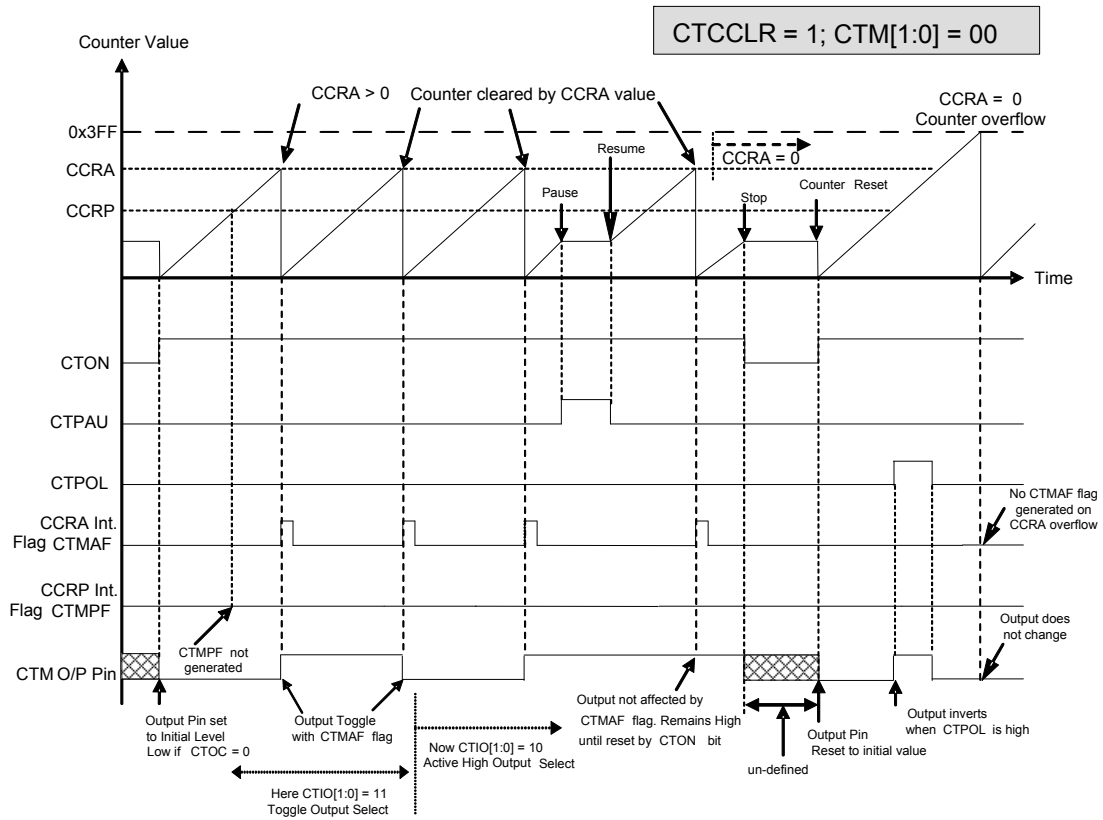 CTCCLR = 1; CTM[1:0] = 00
Counter Value
CCRA > 0
Counter cleared by CCRA value
CCRA = 0
Counter overflow
0x3FF
CCRA = 0
Resume
CCRA
Pause
Stop
Counter Reset
CCRP
Time
CTON
CTPAU
CTPOL
No CTMAF flag
generated on
CCRA overflow
CCRA Int.
Flag CTMAF
CCRP Int.
Flag CTMPF
CTMPF not
generated
Output does
not change
CTM O/P Pin
Output Pin set
to Initial Level
Low if CTOC = 0
Output Toggle
with CTMAF flag
Now CTIO[1:0] = 10
Active High Output Select
Output not affected by
CTMAF flag. Remains High
until reset by CTON bit
un-defined
Output Pin
Reset to initial value
Output inverts
when CTPOL is high
Here CTIO[1:0] = 11
Toggle Output Select